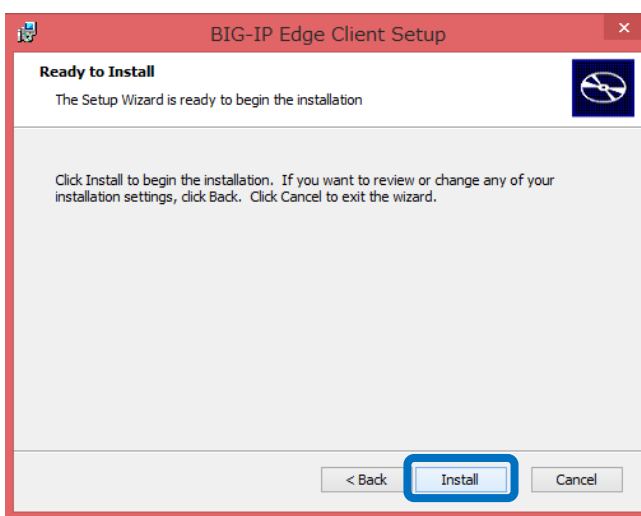 BIG-IP Edge Client Setup
Ready to Install
The Setup Wizard is ready to begin the installation
Click Install to begin the installation. If you want to review or change any of your
installation settings, click Back. Click Cancel to exit the wizard.
< Back Install Cancel